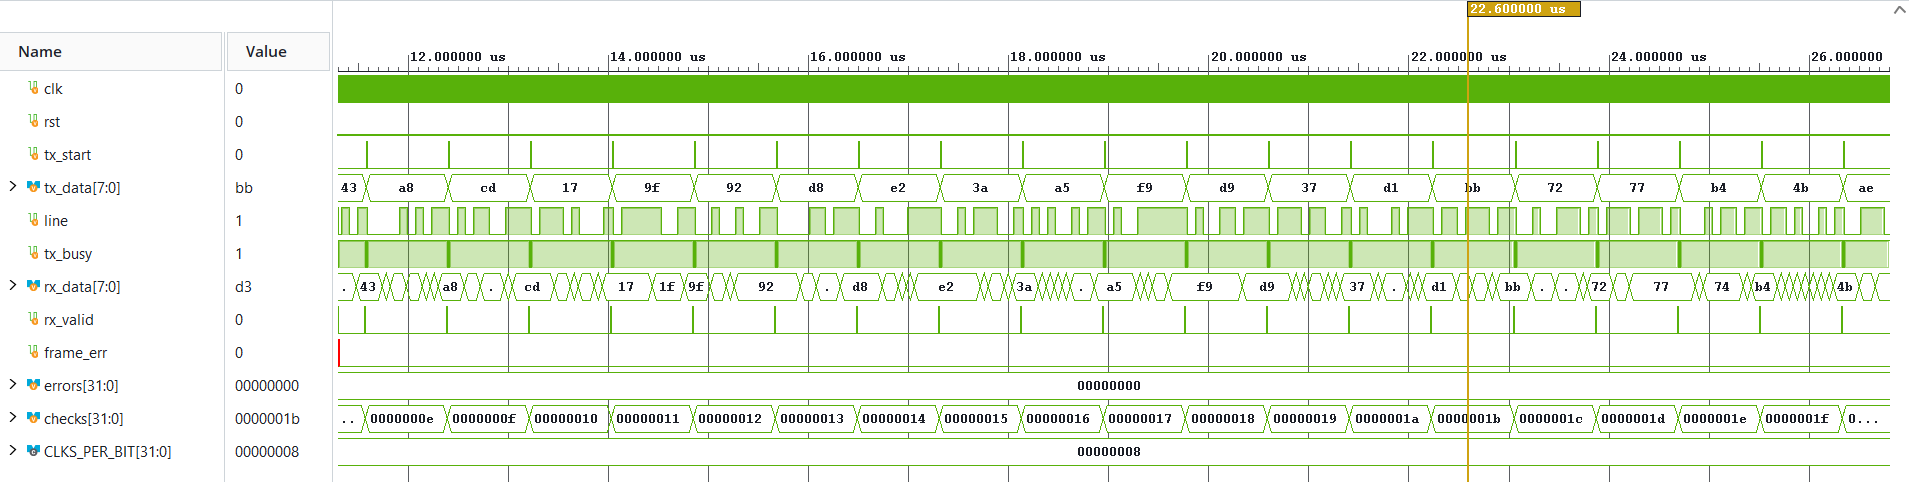 22.600000 us
Name Value
12.000000 us 14.000000 us 16.000000 us 18.000000 us 20.000000 us 22.000000 us 24.000000 us 26.000000
clk 0
rst 0
tx_start 0
tx_data[7:0] bb 43 a8 cd 17 9f 92 d8 e2 3a a5 f9 d9 37 d1 bb 72 77 b4 4b ae
line 1
tx_busy 1
rx_data[7:0] d3 . 43 a8 . cd 17 1f 9f 92 . d8 e2 3a . a5 f9 d9 37 . d1 bb . . 72 77 74 b4 4b
rx_valid 0
frame_err 0
errors[31:0] 00000000 00000000
checks[31:0] 0000001b .. 0000000e 0000000f 00000010 00000011 00000012 00000013 00000014 00000015 00000016 00000017 00000018 00000019 0000001a 0000001b 0000001c 0000001d 0000001e 0000001f 0...
CLKS_PER_BIT[31:0] 00000008 00000008